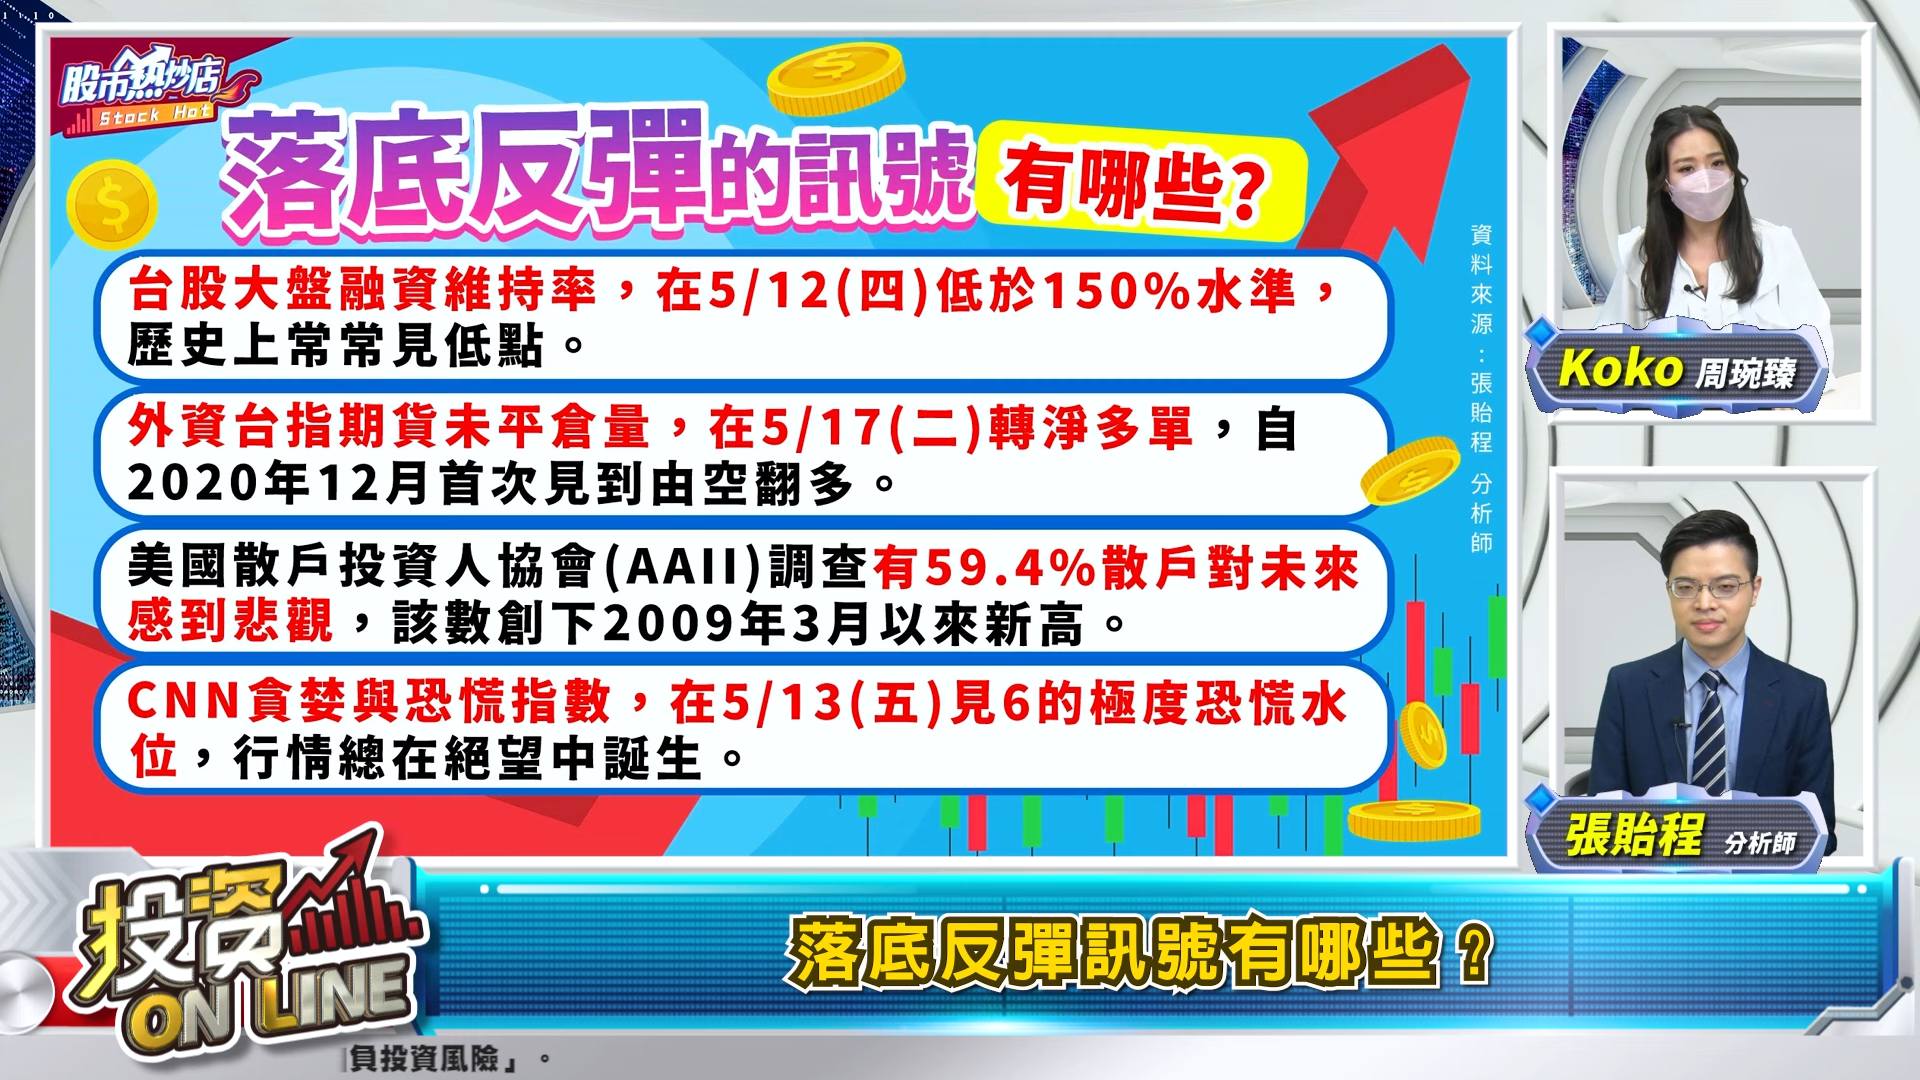 股市熱炒店
Stock Hot
落底反彈的訊號 有哪些?
台股大盤融資維持率，在5/12(四)低於150%水準，
歷史上常常見低點。
外資台指期貨未平倉量，在5/17(二)轉淨多單，自
2020年12月首次見到由空翻多。
美國散戶投資人協會(AAII)調查有59.4%散戶對未來
感到悲觀，該數創下2009年3月以來新高。
CNN貪婪與恐慌指數，在5/13(五)見6的極度恐慌水
位，行情總在絕望中誕生。
資料來源：張貽程 分析師
Koko 周琬臻
張貽程 分析師
投資
ON LINE
落底反彈訊號有哪些？
負投資風險」。